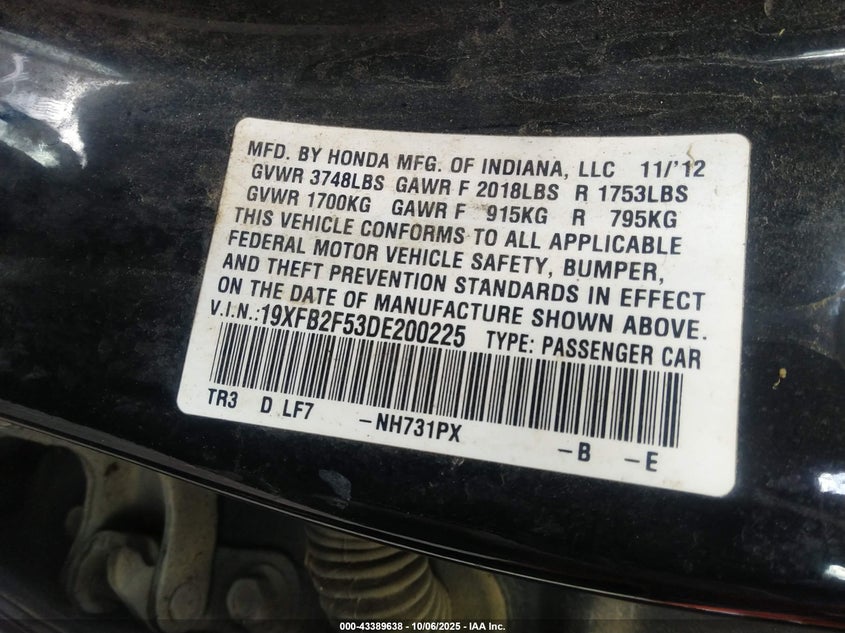 MFD. BY HONDA MFG. OF INDIANA, LLC 11/'12
GVWR 3748LBS GAWR F 2018LBS R 1753LBS
GVWR 1700KG GAWR F 915KG R 795KG
THIS VEHICLE CONFORMS TO ALL APPLICABLE
FEDERAL MOTOR VEHICLE SAFETY, BUMPER,
AND THEFT PREVENTION STANDARDS IN EFFECT
ON THE DATE OF MANUFACTURE SHOWN ABOVE.
V.I.N.:19XFB2F53DE200225 TYPE: PASSENGER CAR
TR3 D LF7 -NH731PX -B -E
000-43389638 - 10/06/2025 - IAA Inc.